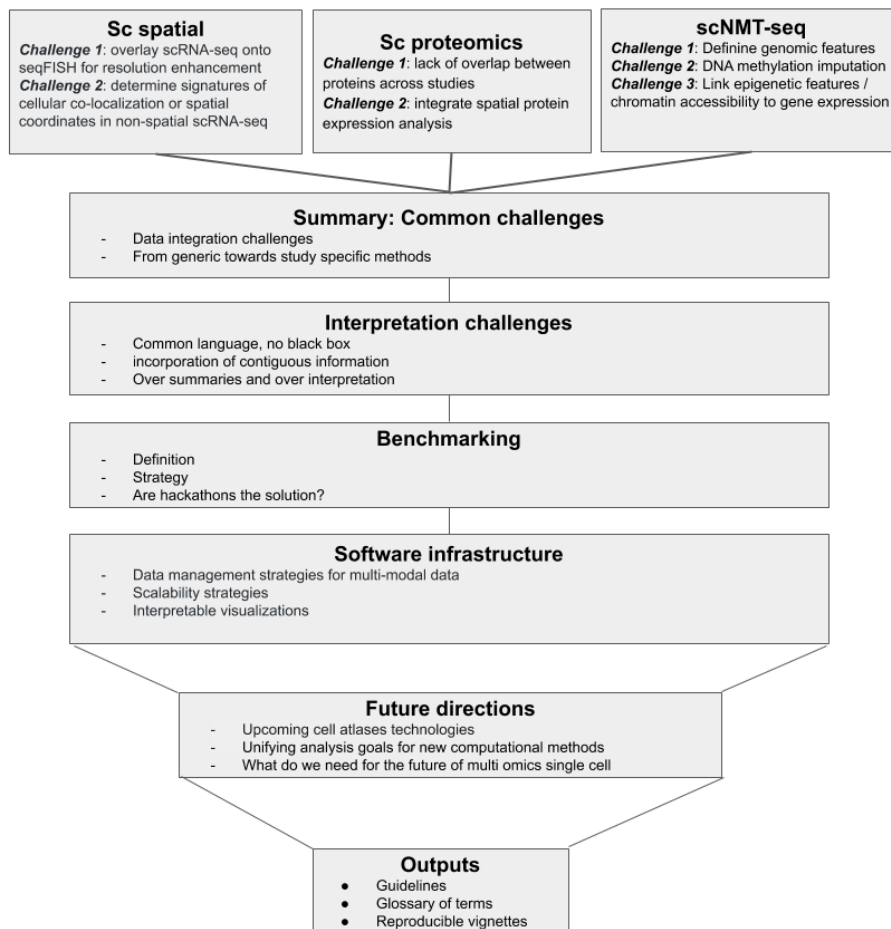 Sc spatial
Challenge 1: overlay scRNA-seq onto
seqFISH for resolution enhancement
Challenge 2: determine signatures of
cellular co-localization or spatial
coordinates in non-spatial scRNA-seq
Sc proteomics
Challenge 1: lack of overlap between
proteins across studies
Challenge 2: integrate spatial protein
expression analysis
scNMT-seq
Challenge 1: Definine genomic features
Challenge 2: DNA methylation imputation
Challenge 3: Link epigenetic features /
chromatin accessibility to gene expression
Summary: Common challenges
- Data integration challenges
- From generic towards study specific methods
Interpretation challenges
- Common language, no black box
- incorporation of contiguous information
- Over summaries and over interpretation
Benchmarking
- Definition
- Strategy
- Are hackathons the solution?
Software infrastructure
- Data management strategies for multi-modal data
- Scalability strategies
- Interpretable visualizations
Future directions
- Upcoming cell atlases technologies
- Unifying analysis goals for new computational methods
- What do we need for the future of multi omics single cell
Outputs
● Guidelines
● Glossary of terms
● Reproducible vignettes